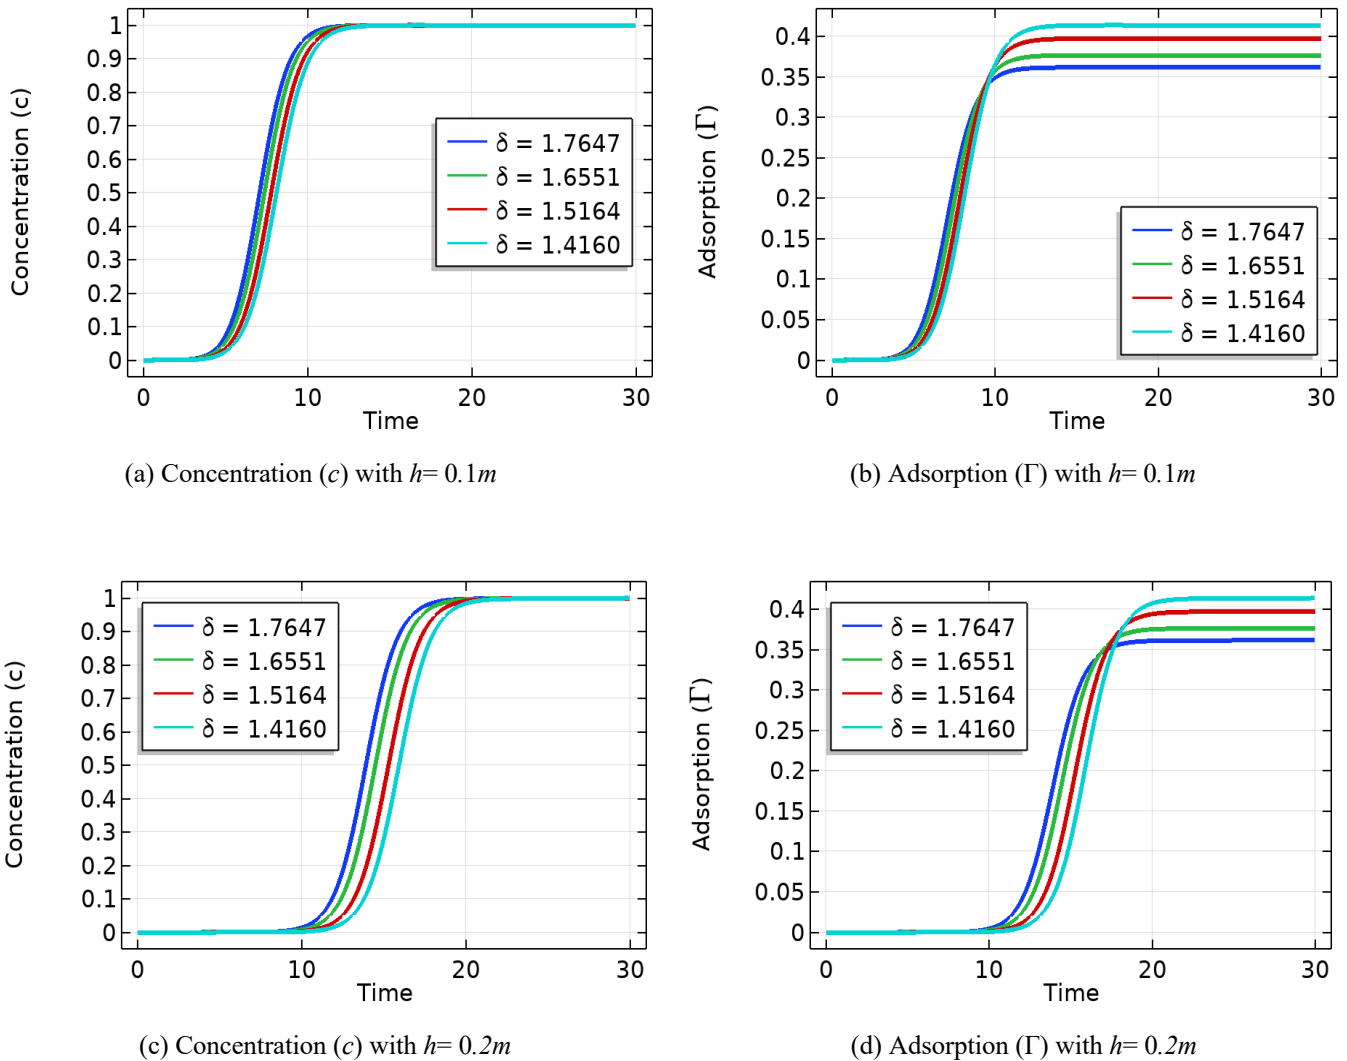 1
0.9
0.8
0.7
0.6
0.5
0.4
0.3
0.2
0.1
0
Concentration (c)
δ = 1.7647
δ = 1.6551
δ = 1.5164
δ = 1.4160
0 10 20 30
Time
(a) Concentration (c) with h= 0.1m
0.4
0.35
0.3
0.25
0.2
0.15
0.1
0.05
0
Adsorption (Γ)
δ = 1.7647
δ = 1.6551
δ = 1.5164
δ = 1.4160
0 10 20 30
Time
(b) Adsorption (Γ) with h= 0.1m
1
0.9
0.8
0.7
0.6
0.5
0.4
0.3
0.2
0.1
0
Concentration (c)
δ = 1.7647
δ = 1.6551
δ = 1.5164
δ = 1.4160
0 10 20 30
Time
(c) Concentration (c) with h= 0.2m
0.4
0.35
0.3
0.25
0.2
0.15
0.1
0.05
0
Adsorption (Γ)
δ = 1.7647
δ = 1.6551
δ = 1.5164
δ = 1.4160
0 10 20 30
Time
(d) Adsorption (Γ) with h= 0.2m